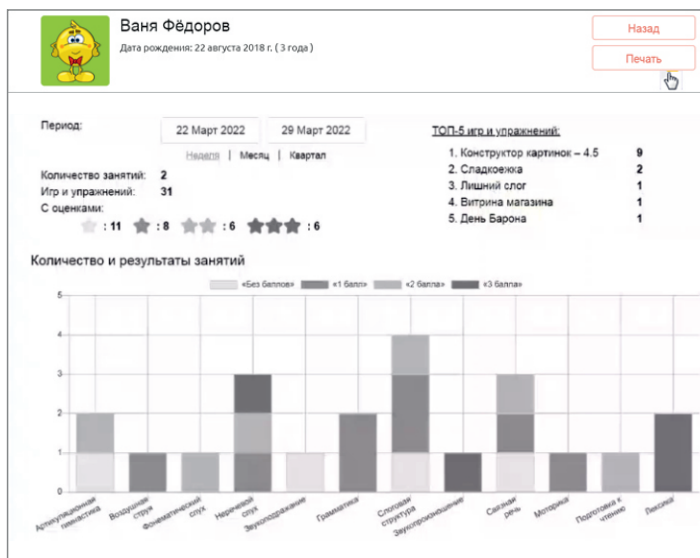 Ваня Фёдоров
Дата рождения: 22 августа 2018 г. ( 3 года )
Назад
Печать
Период:
22 Март 2022
29 Март 2022
Неделя | Месяц | Квартал
Количество занятий: 2
Игр и упражнений: 31
С оценками:
: 11 : 8 : 6 : 6
ТОП-5 игр и упражнений:
1. Конструктор картинок – 4.5 9
2. Сладкоежка 2
3. Лишний слог 1
4. Витрина магазина 1
5. День Барона 1
Количество и результаты занятий
«Без баллов» «1 балл» «2 балла» «3 балла»
5
4
3
2
1
0
Артикуляционная гимнастика
Воздушная струя
Фонематический слух
Неречевой слух
Звукоподражание
Грамматика
Слоговая структура
Звукопроизношение
Связная речь
Моторика
Подготовка к чтению
Лексика